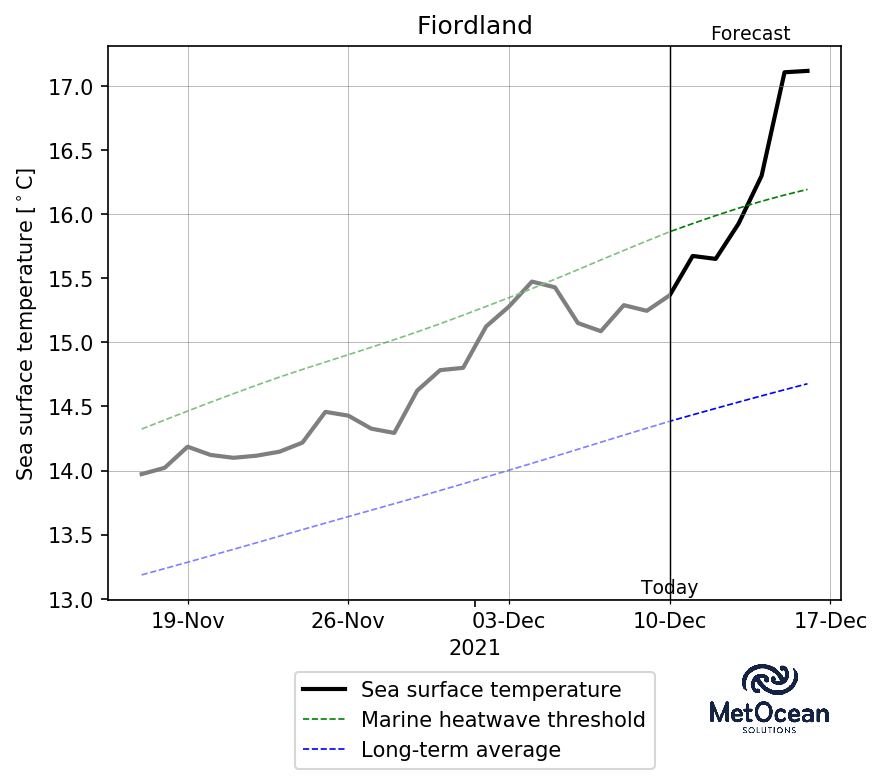 Fiordland
Forecast
17.0
16.5
16.0
15.5
15.0
14.5
14.0
13.5
13.0
Sea surface temperature [˚C]
Today
19-Nov 26-Nov 03-Dec 10-Dec 17-Dec
2021
Sea surface temperature
Marine heatwave threshold
Long-term average
MetOcean
SOLUTIONS